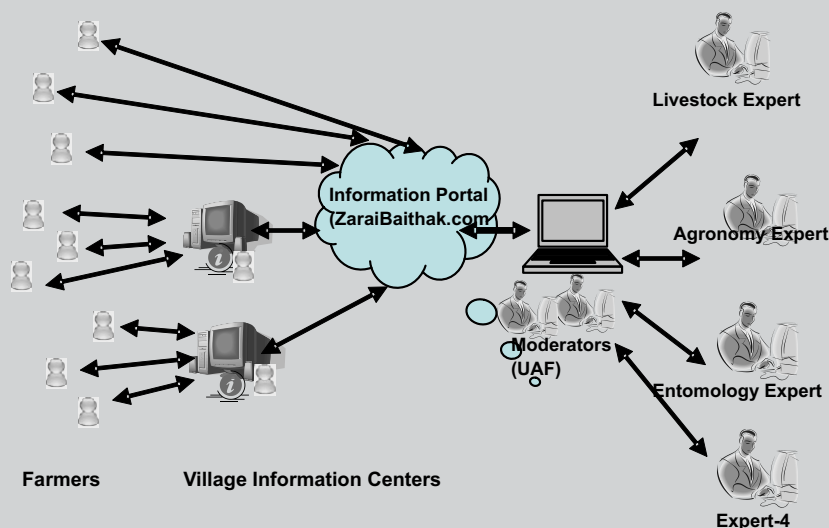 Livestock Expert
Information Portal
(ZaraiBaithak.com
Agronomy Expert
Moderators
(UAF)
Entomology Expert
Farmers
Village Information Centers
Expert-4